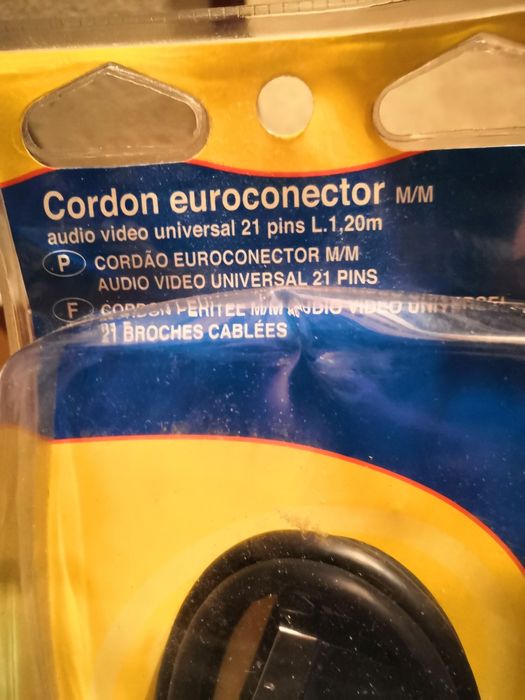 Cordon euroconector M/M
audio video universal 21 pins L.1,20m
P CORDÃO EUROCONECTOR M/M
AUDIO VIDEO UNIVERSAL 21 PINS
F CORDON PERITEL M/M AUDIO VIDEO UNIVERSEL
21 BROCHES CABLÉES